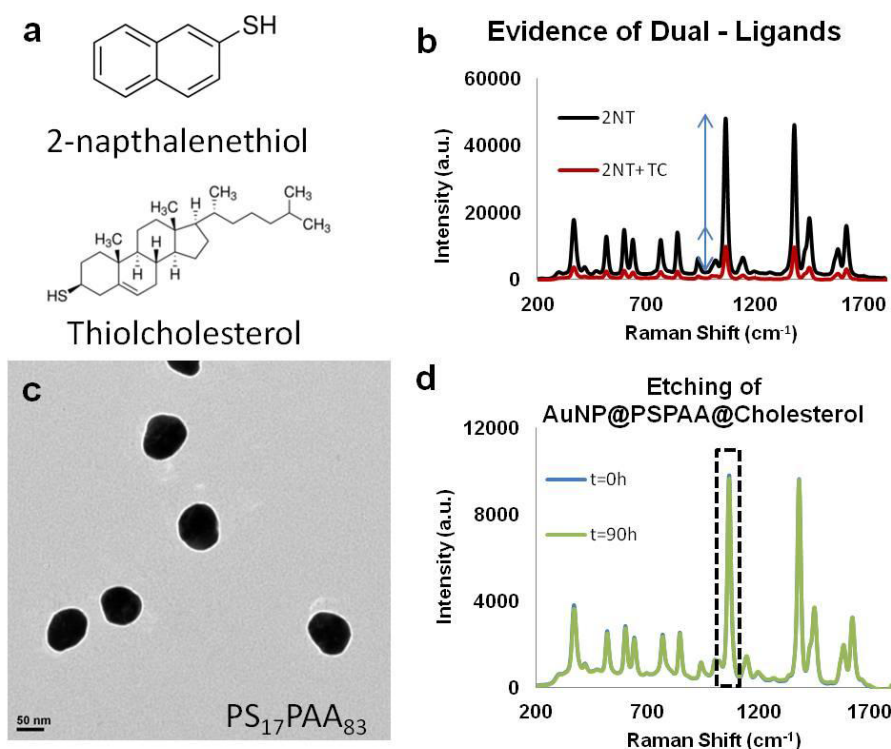 a
SH
2-napthalenethiol
CH₃
CH₃
H₃C
H
CH₃
CH₃
H
H
H
HS
Thiolcholesterol
b
Evidence of Dual - Ligands
60000
40000
20000
0
Intensity (a.u.)
2NT
2NT+TC
200
700
1200
1700
Raman Shift (cm⁻¹)
c
50 nm
PS₁₇PAA₈₃
d
Etching of
AuNP@PSPAA@Cholesterol
12000
8000
4000
0
Intensity (a.u.)
t=0h
t=90h
200
700
1200
1700
Raman Shift (cm⁻¹)